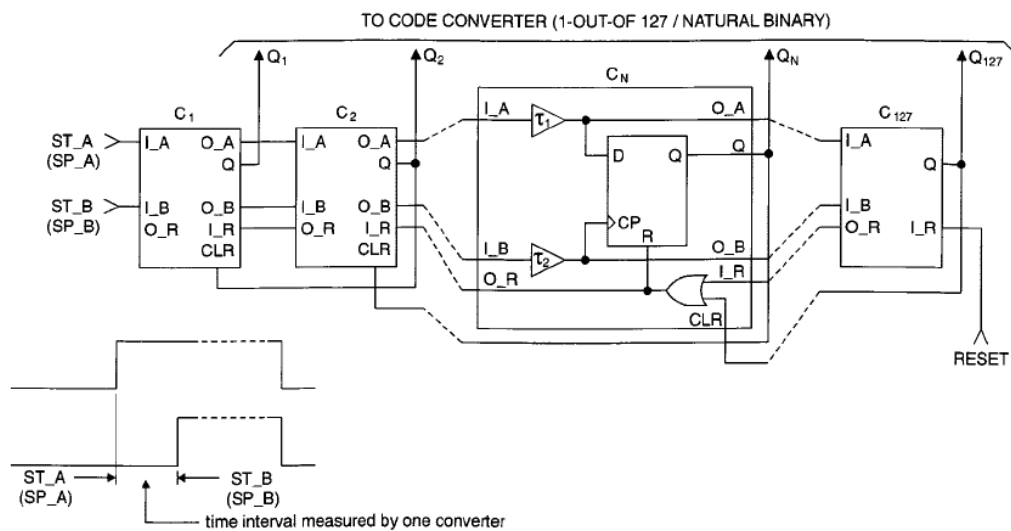 TO CODE CONVERTER (1-OUT-OF 127 / NATURAL BINARY)
Q1
Q2
QN
Q127
C1
C2
CN
C127
ST_A
(SP_A)
I_A
O_A
Q
I_A
O_A
Q
I_A
τ1
O_A
D
Q
Q
I_A
Q
ST_B
(SP_B)
I_B
O_R
O_B
I_R
CLR
I_B
O_R
O_B
I_R
CLR
CP
R
I_B
τ2
O_B
O_R
I_R
CLR
I_B
O_R
I_R
RESET
ST_A
(SP_A)
ST_B
(SP_B)
time interval measured by one converter